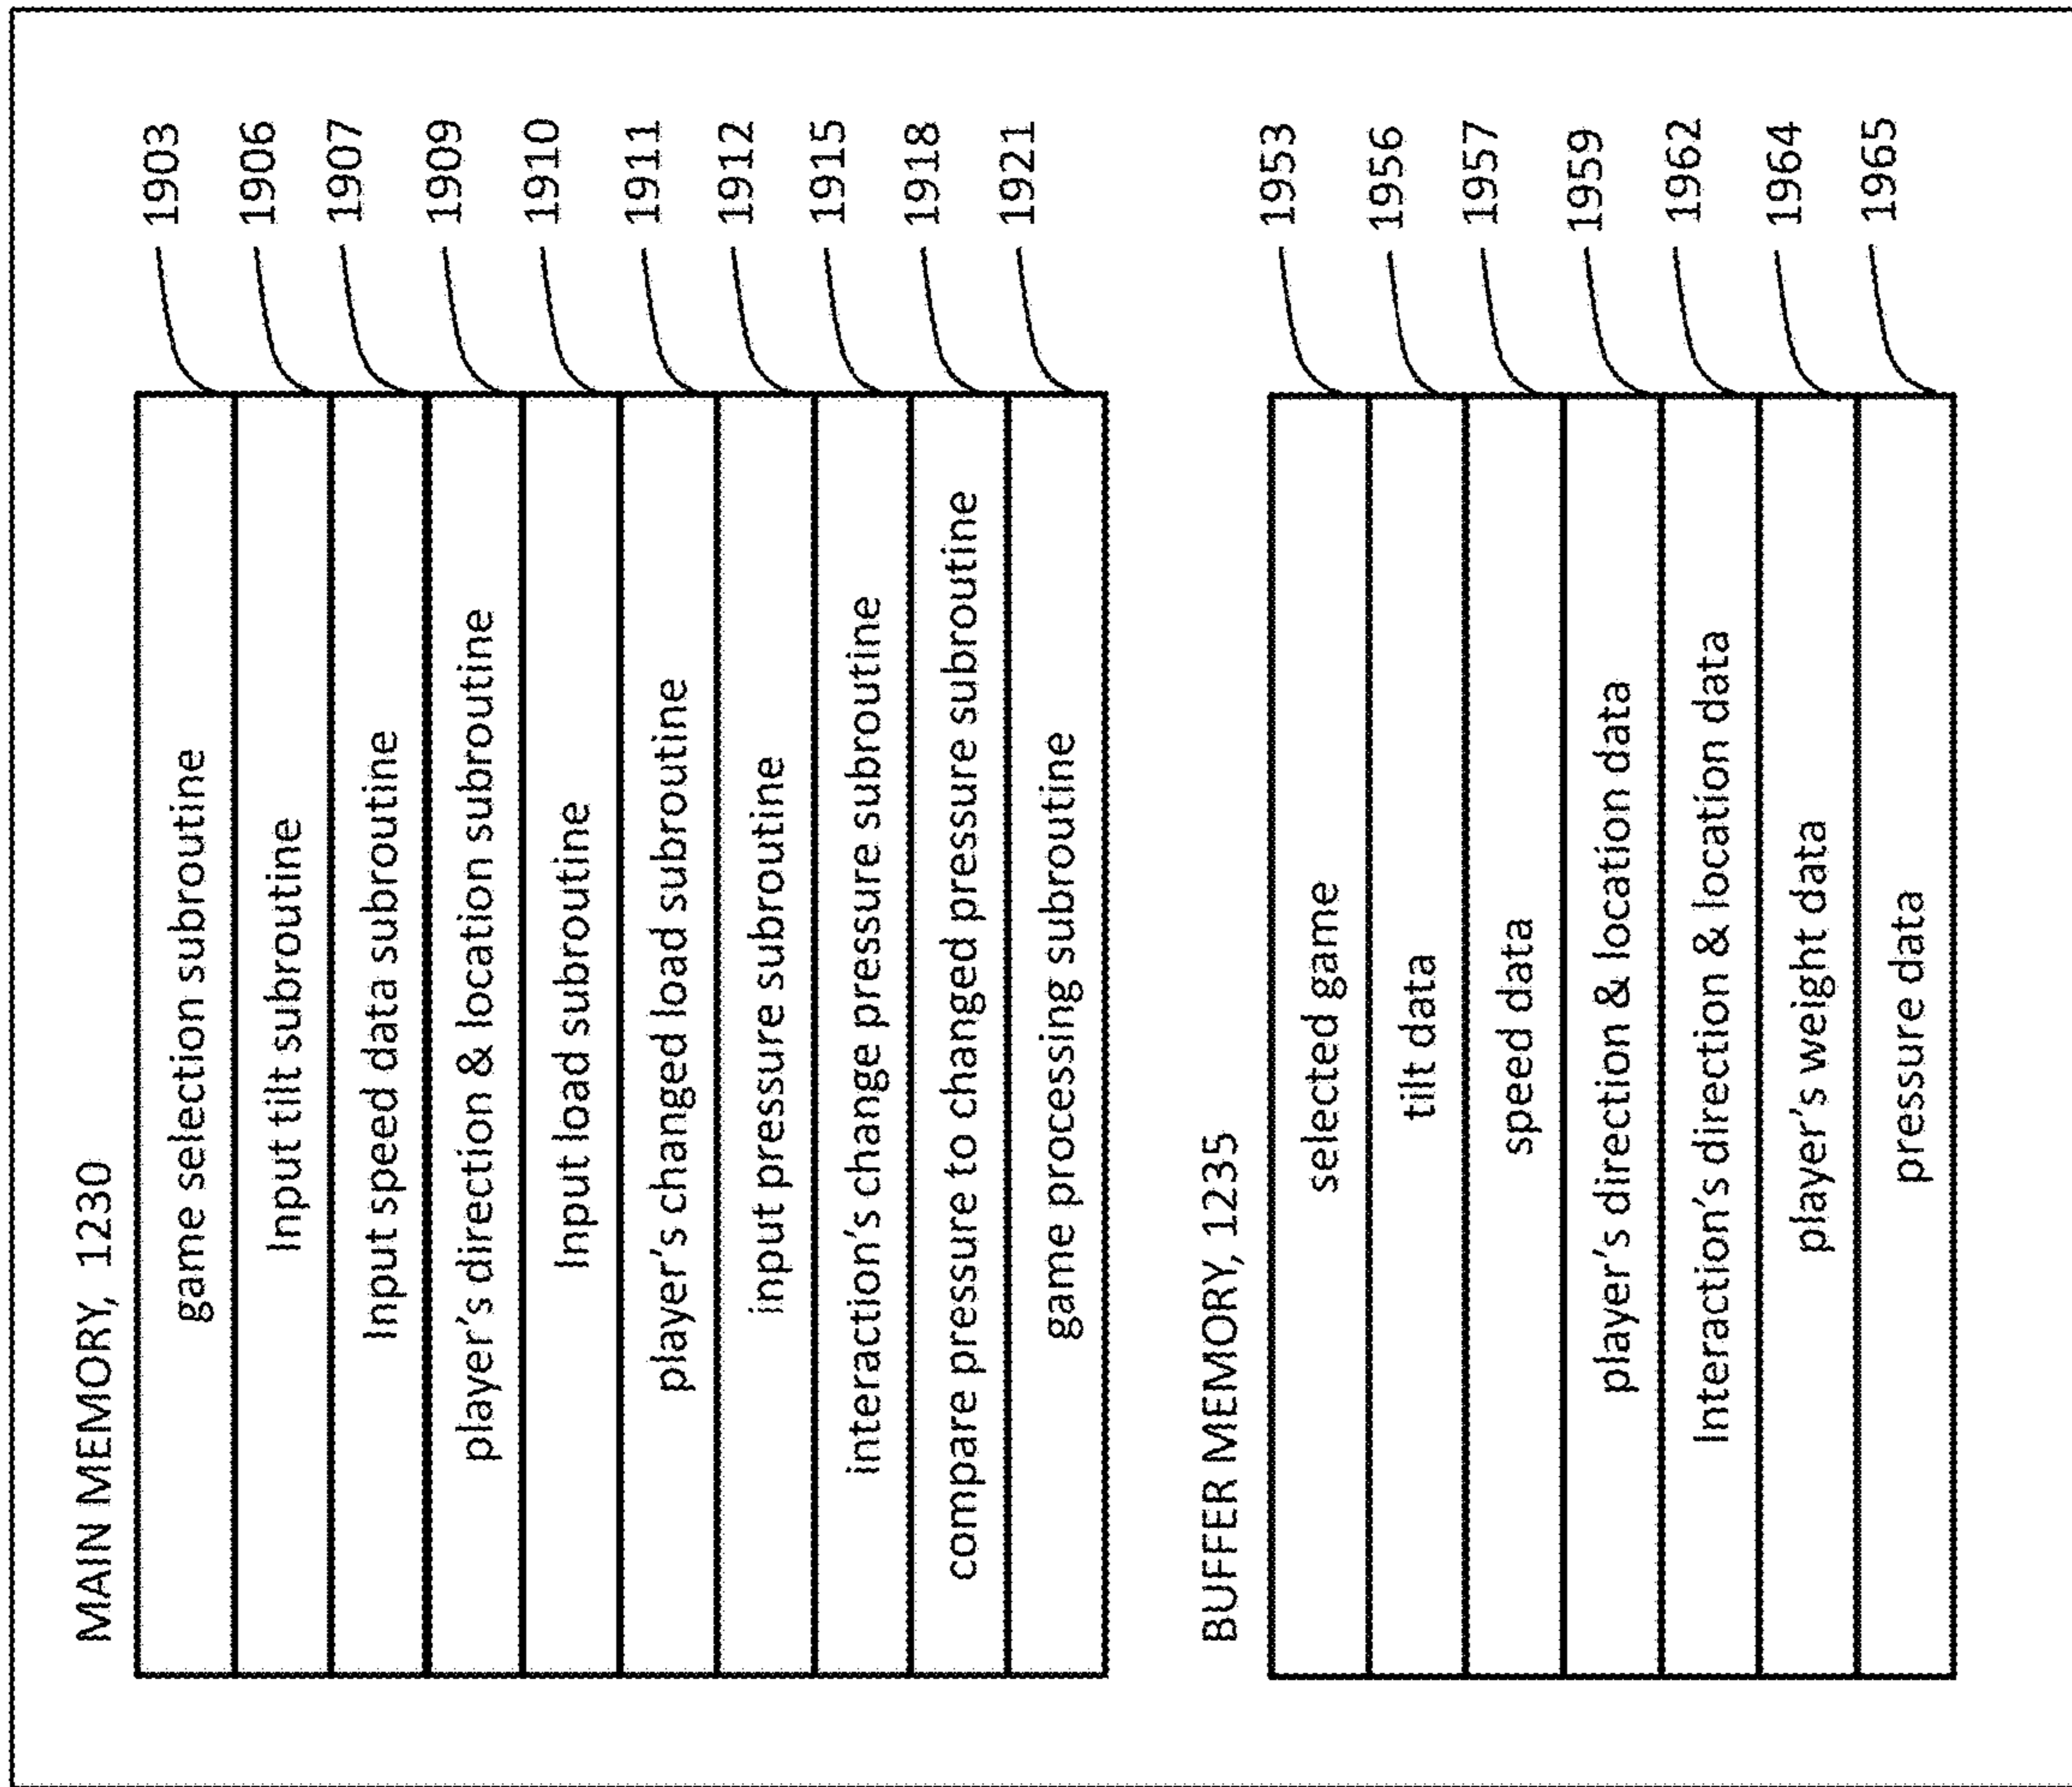 MAIN MEMORY, 1230
game selection subroutine 1903
Input tilt subroutine 1906
Input speed data subroutine 1907
player's direction & location subroutine 1909
Input load subroutine 1910
player's changed load subroutine 1911
input pressure subroutine 1912
interaction's change pressure subroutine 1915
compare pressure to changed pressure subroutine 1918
game processing subroutine 1921
BUFFER MEMORY, 1235
selected game 1953
tilt data 1956
speed data 1957
player's direction & location data 1959
Interaction's direction & location data 1962
player's weight data 1964
pressure data 1965